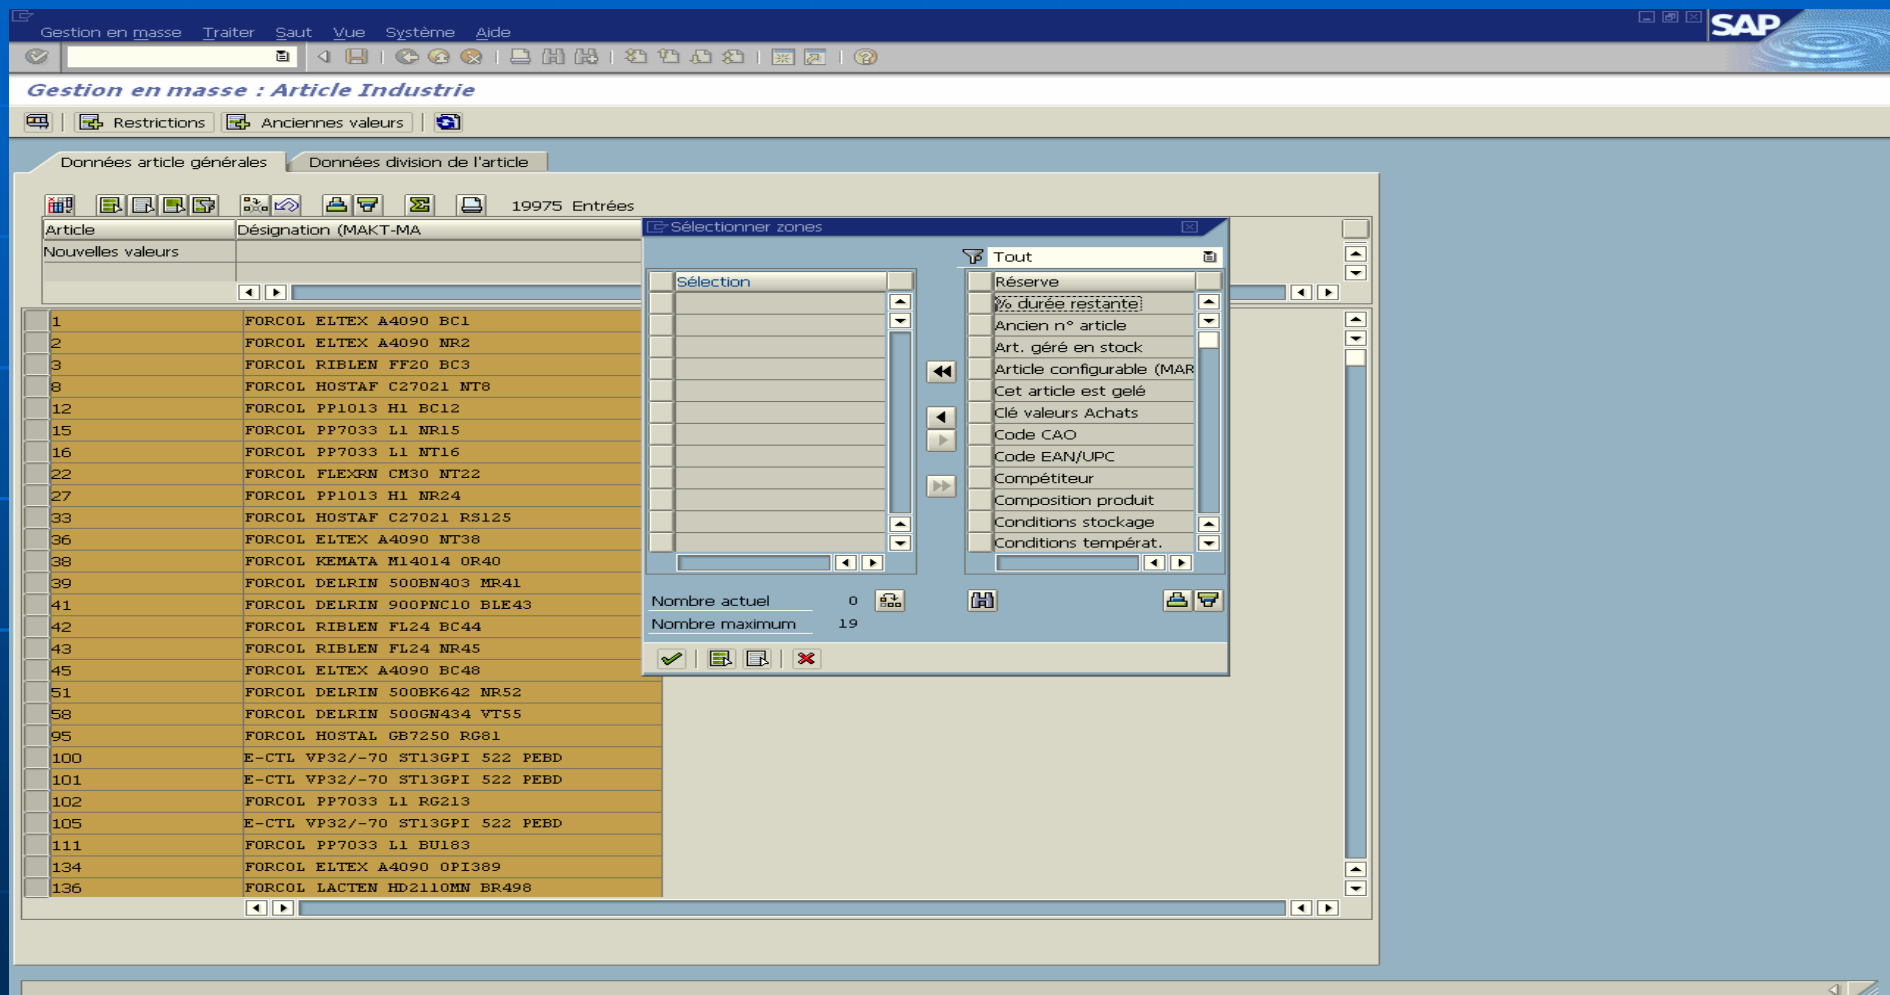 Gestion en masse Traiter Saut Vue Système Aide
SAP
Gestion en masse : Article Industrie
Restrictions Anciennes valeurs
Données article générales Données division de l'article
19975 Entrées
Article Désignation (MAKT-MA
Nouvelles valeurs
1 FORCOL ELTEX A4090 BC1
2 FORCOL ELTEX A4090 NR2
3 FORCOL RIBLEN FF20 BC3
8 FORCOL HOSTAF C27021 NT8
12 FORCOL PP1013 H1 BC12
15 FORCOL PP7033 L1 NR15
16 FORCOL PP7033 L1 NT16
22 FORCOL FLEXRN CM30 NT22
27 FORCOL PP1013 H1 NR24
33 FORCOL HOSTAF C27021 RS125
36 FORCOL ELTEX A4090 NT38
38 FORCOL KEMATA M14014 OR40
39 FORCOL DELRIN 500BN403 MR41
41 FORCOL DELRIN 900PNC10 BLE43
42 FORCOL RIBLEN FL24 BC44
43 FORCOL RIBLEN FL24 NR45
45 FORCOL ELTEX A4090 BC48
51 FORCOL DELRIN 500BK642 NR52
58 FORCOL DELRIN 500GN434 VT55
95 FORCOL HOSTAL GB7250 RG81
100 E-CTL VP32/-70 ST13GPI 522 PEBD
101 E-CTL VP32/-70 ST13GPI 522 PEBD
102 FORCOL PP7033 L1 RG213
105 E-CTL VP32/-70 ST13GPI 522 PEBD
111 FORCOL PP7033 L1 BU183
134 FORCOL ELTEX A4090 OPI389
136 FORCOL LACTEN HD2110MN BR498
Sélectionner zones
Tout
Sélection
Réserve
% durée restante
Ancien n° article
Art. géré en stock
Article configurable (MAR
Cet article est gelé
Clé valeurs Achats
Code CAO
Code EAN/UPC
Compétiteur
Composition produit
Conditions stockage
Conditions températ.
Nombre actuel 0
Nombre maximum 19